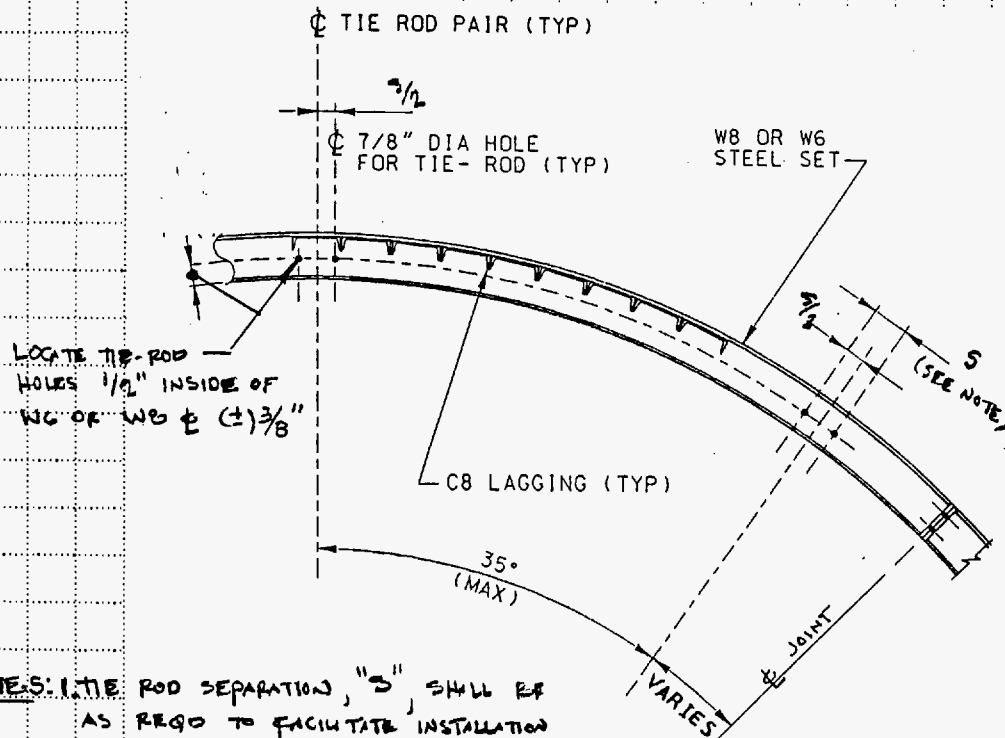 ℄ TIE ROD PAIR (TYP)
S/2
℄ 7/8" DIA HOLE
FOR TIE- ROD (TYP)
W8 OR W6
STEEL SET
S/2
S
(SEE NOTE
LOCATE TIE-ROD
HOLES 1/2" INSIDE OF
W6 OR W8 ℄ (±) 3/8"
C8 LAGGING (TYP)
35°
(MAX)
VARIES
℄ JOINT
TES: 1. TIE ROD SEPARATION, "S", SHALL BE
AS REQD TO FACILITATE INSTALLATION